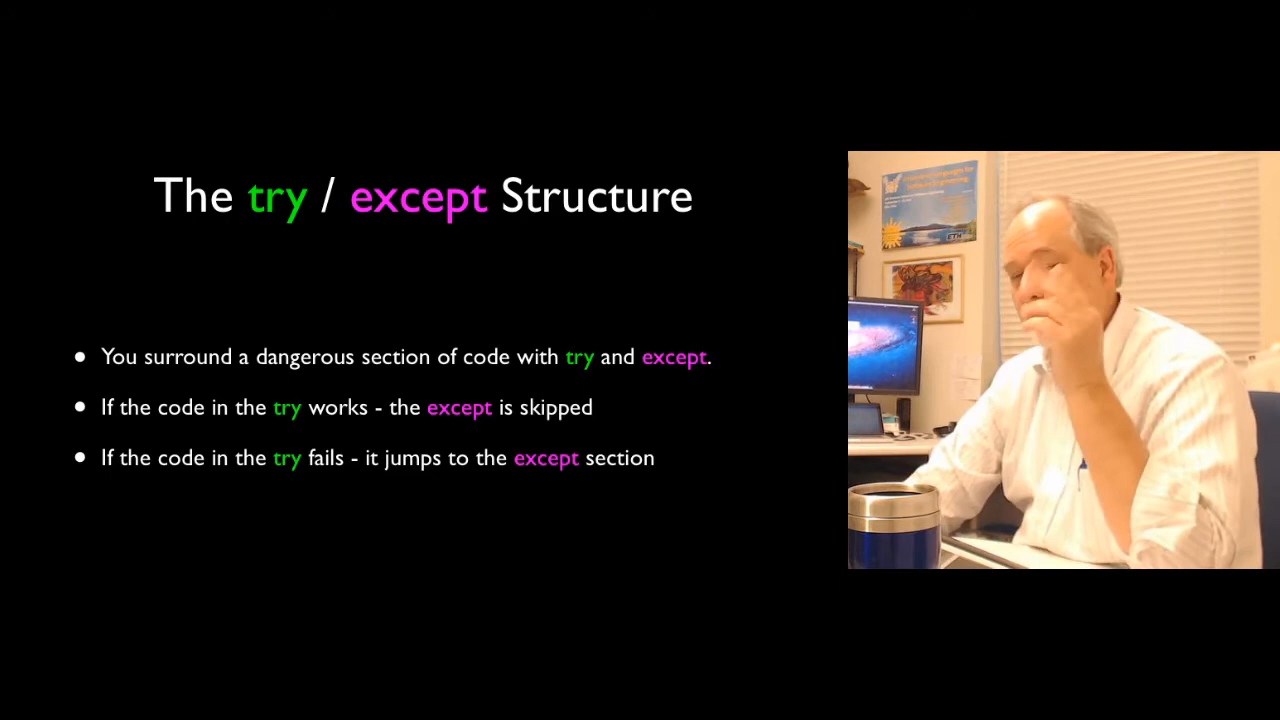 The try / except Structure
● You surround a dangerous section of code with try and except.
● If the code in the try works - the except is skipped
● If the code in the try fails - it jumps to the except section
ETH